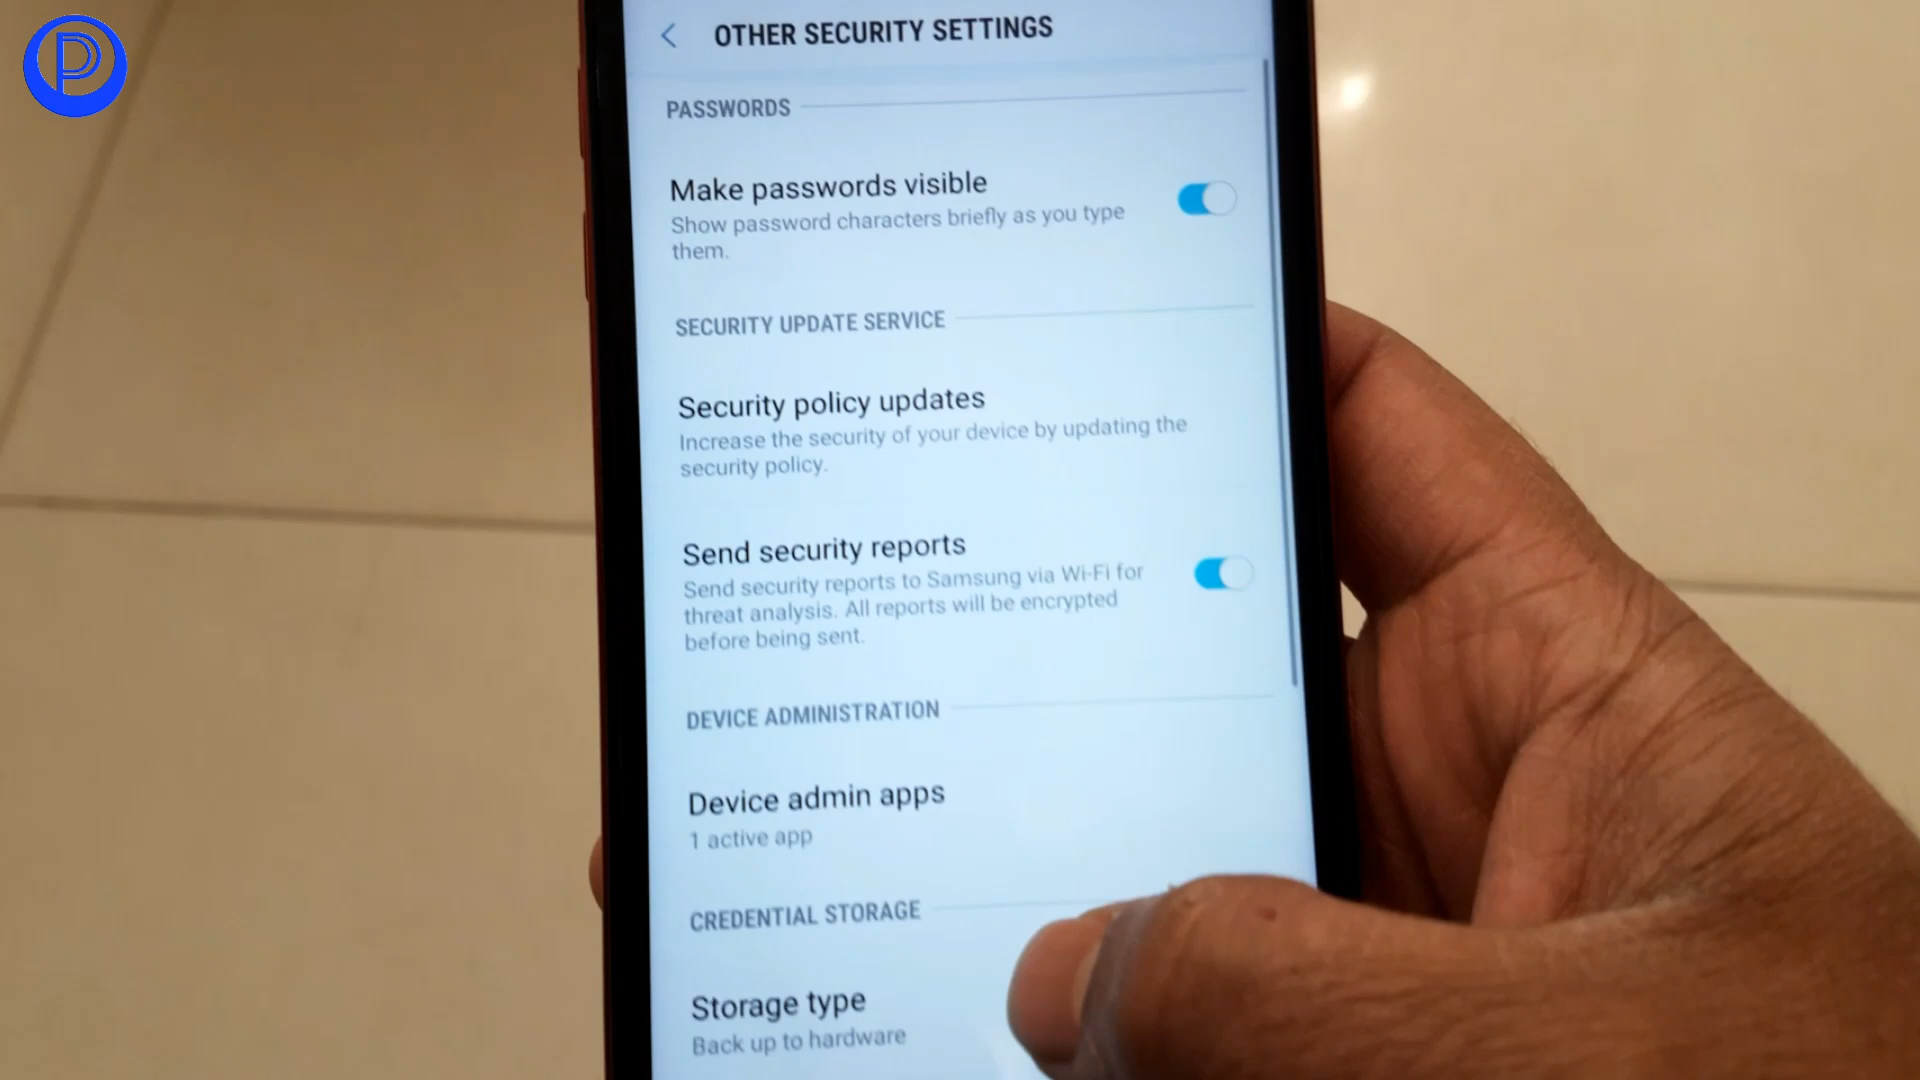 P
OTHER SECURITY SETTINGS
PASSWORDS
Make passwords visible
Show password characters briefly as you type
them.
SECURITY UPDATE SERVICE
Security policy updates
Increase the security of your device by updating the
security policy.
Send security reports
Send security reports to Samsung via Wi-Fi for
threat analysis. All reports will be encrypted
before being sent.
DEVICE ADMINISTRATION
Device admin apps
1 active app
CREDENTIAL STORAGE
Storage type
Back up to hardware